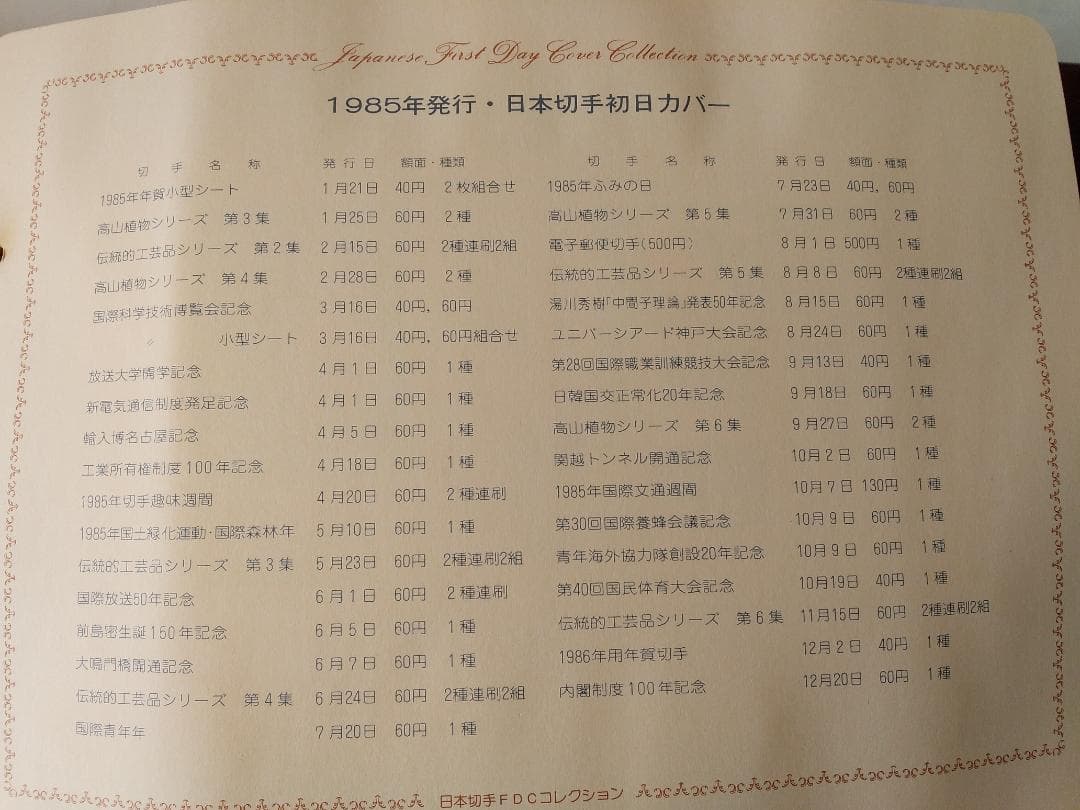 Japanese First Day Cover Collection
1985年発行・日本切手初日カバー
切手名称 発行日 額面・種類
1985年年賀小型シート 1月21日 40円 2枚組合せ
高山植物シリーズ 第3集 1月25日 60円 2種
伝統的工芸品シリーズ 第2集 2月15日 60円 2種連刷2組
高山植物シリーズ 第4集 2月28日 60円 2種
国際科学技術博覧会記念 3月16日 40円, 60円
〃 小型シート 3月16日 40円, 60円組合せ
放送大学開学記念 4月1日 60円 1種
新電気通信制度発足記念 4月1日 60円 1種
輸入博名古屋記念 4月5日 60円 1種
工業所有権制度100年記念 4月18日 60円 1種
1985年切手趣味週間 4月20日 60円 2種連刷
1985年国土緑化運動・国際森林年 5月10日 60円 1種
伝統的工芸品シリーズ 第3集 5月23日 60円 2種連刷2組
国際放送50年記念 6月1日 60円 2種連刷
前島密生誕150年記念 6月5日 60円 1種
大鳴門橋開通記念 6月7日 60円 1種
伝統的工芸品シリーズ 第4集 6月24日 60円 2種連刷2組
国際青年年 7月20日 60円 1種
切手名称 発行日 額面・種類
1985年ふみの日 7月23日 40円, 60円
高山植物シリーズ 第5集 7月31日 60円 2種
電子郵便切手(500円) 8月1日 500円 1種
伝統的工芸品シリーズ 第5集 8月8日 60円 2種連刷2組
湯川秀樹「中間子理論」発表50年記念 8月15日 60円 1種
ユニバーシアード神戸大会記念 8月24日 60円 1種
第28回国際職業訓練競技大会記念 9月13日 40円 1種
日韓国交正常化20年記念 9月18日 60円 1種
高山植物シリーズ 第6集 9月27日 60円 2種
関越トンネル開通記念 10月2日 60円 1種
1985年国際文通週間 10月7日 130円 1種
第30回国際養蜂会議記念 10月9日 60円 1種
青年海外協力隊創設20年記念 10月9日 60円 1種
第40回国民体育大会記念 10月19日 40円 1種
伝統的工芸品シリーズ 第6集 11月15日 60円 2種連刷2組
1986年用年賀切手 12月2日 40円 1種
内閣制度100年記念 12月20日 60円 1種
日本切手FDCコレクション